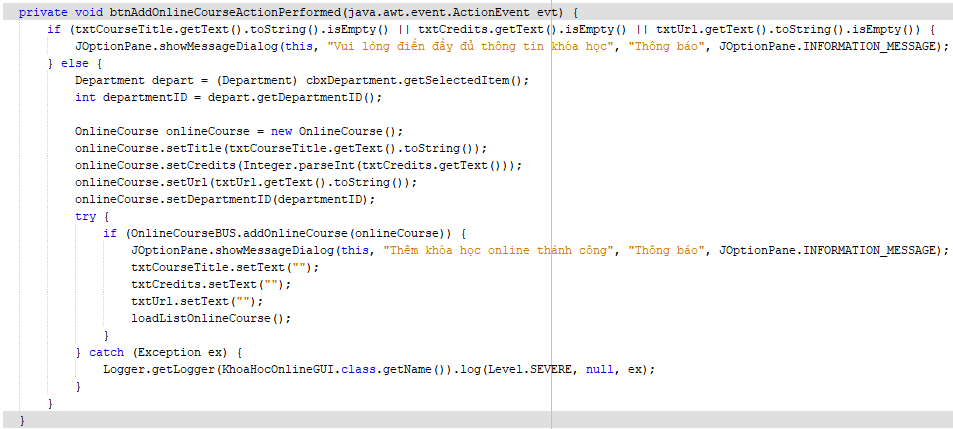 private void btnAddOnlineCourseActionPerformed(java.awt.event.ActionEvent evt) {
if (txtCourseTitle.getText().toString().isEmpty() || txtCredits.getText().isEmpty() || txtUrl.getText().toString().isEmpty()) {
JOptionPane.showMessageDialog(this, "Vui lòng điền đầy đủ thông tin khóa học", "Thông báo", JOptionPane.INFORMATION_MESSAGE);
} else {
Department depart = (Department) cbxDepartment.getSelectedItem();
int departmentID = depart.getDepartmentID();
OnlineCourse onlineCourse = new OnlineCourse();
onlineCourse.setTitle(txtCourseTitle.getText().toString());
onlineCourse.setCredits(Integer.parseInt(txtCredits.getText()));
onlineCourse.setUrl(txtUrl.getText().toString());
onlineCourse.setDepartmentID(departmentID);
try {
if (OnlineCourseBUS.addOnlineCourse(onlineCourse)) {
JOptionPane.showMessageDialog(this, "Thêm khóa học online thành công", "Thông báo", JOptionPane.INFORMATION_MESSAGE);
txtCourseTitle.setText("");
txtCredits.setText("");
txtUrl.setText("");
loadListOnlineCourse();
}
} catch (Exception ex) {
Logger.getLogger(KhoaHocOnlineGUI.class.getName()).log(Level.SEVERE, null, ex);
}
}
}